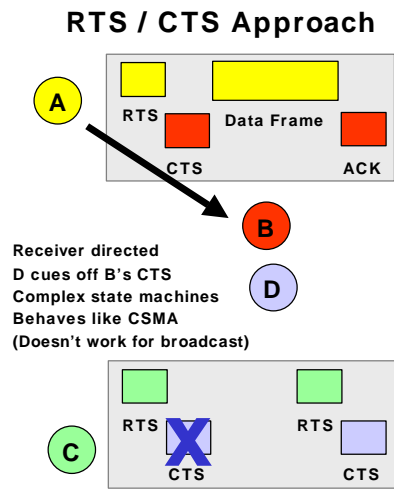 RTS / CTS Approach
A
RTS
Data Frame
CTS
ACK
B
D
Receiver directed
D cues off B's CTS
Complex state machines
Behaves like CSMA
(Doesn't work for broadcast)
C
RTS
RTS
X
CTS
CTS